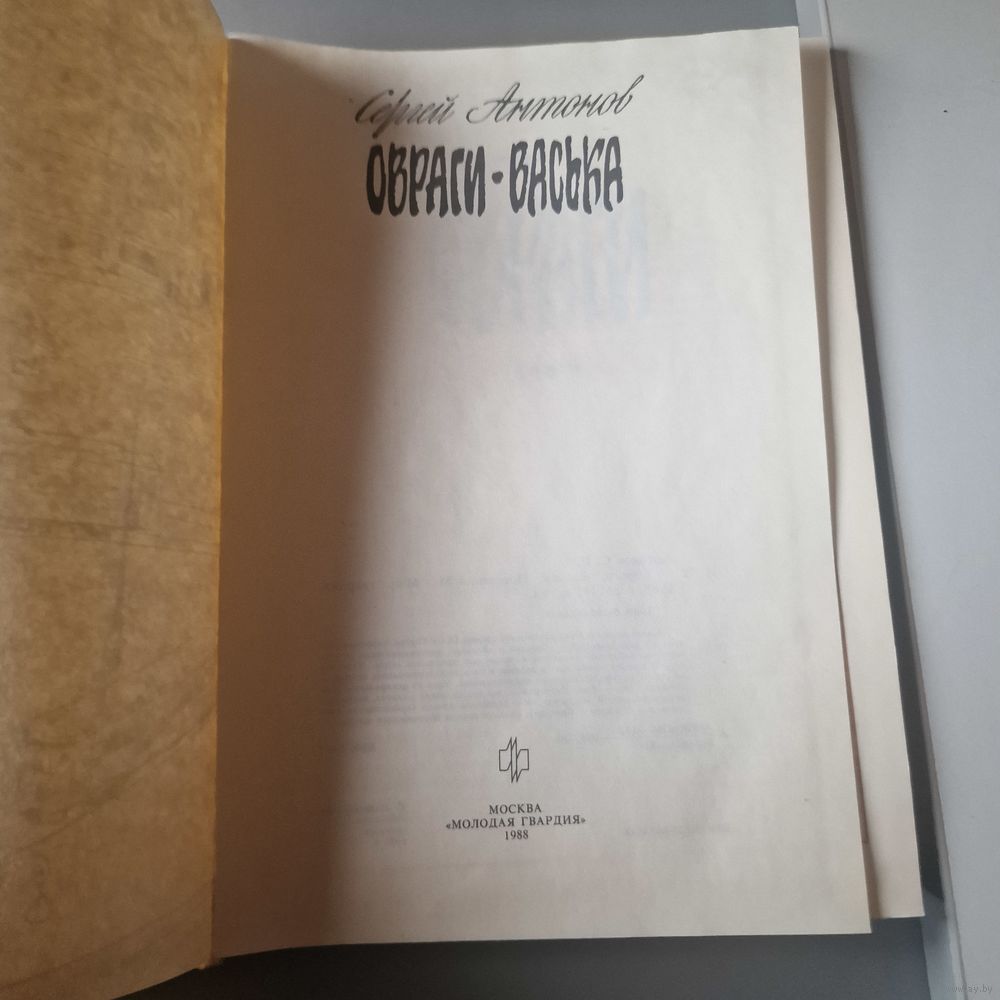 Сергей Антонов
ОВРАГИ • ВАСЬКА
МОСКВА
«МОЛОДАЯ ГВАРДИЯ»
1988